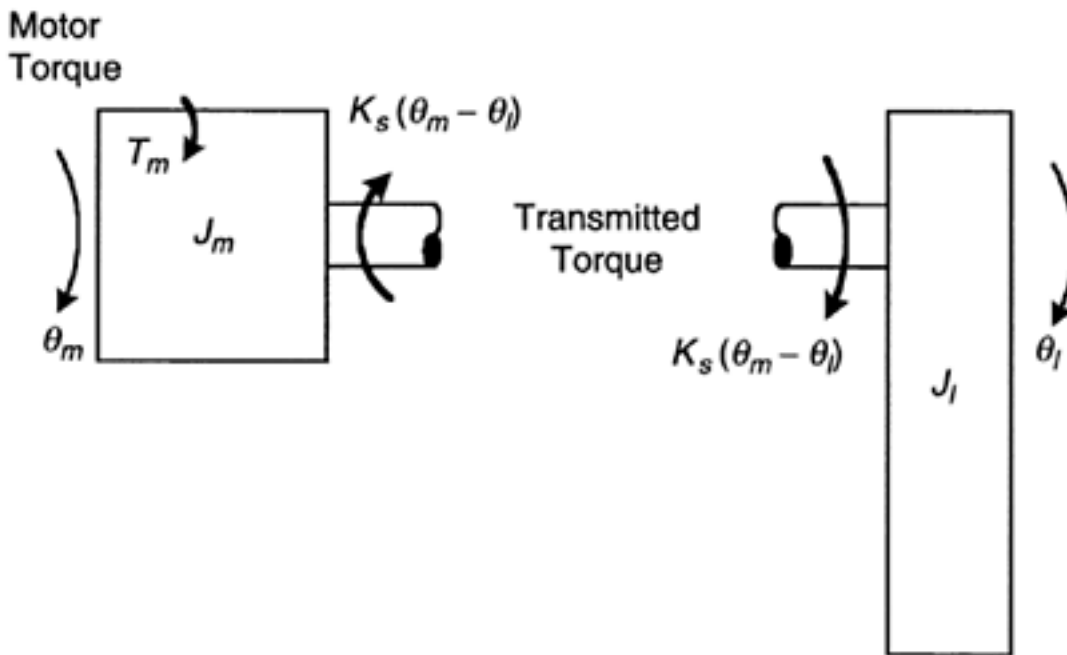 Motor
Torque
T_m
K_s(θ_m − θ_l)
J_m
Transmitted
Torque
θ_m
K_s(θ_m − θ_l)
J_l
θ_l